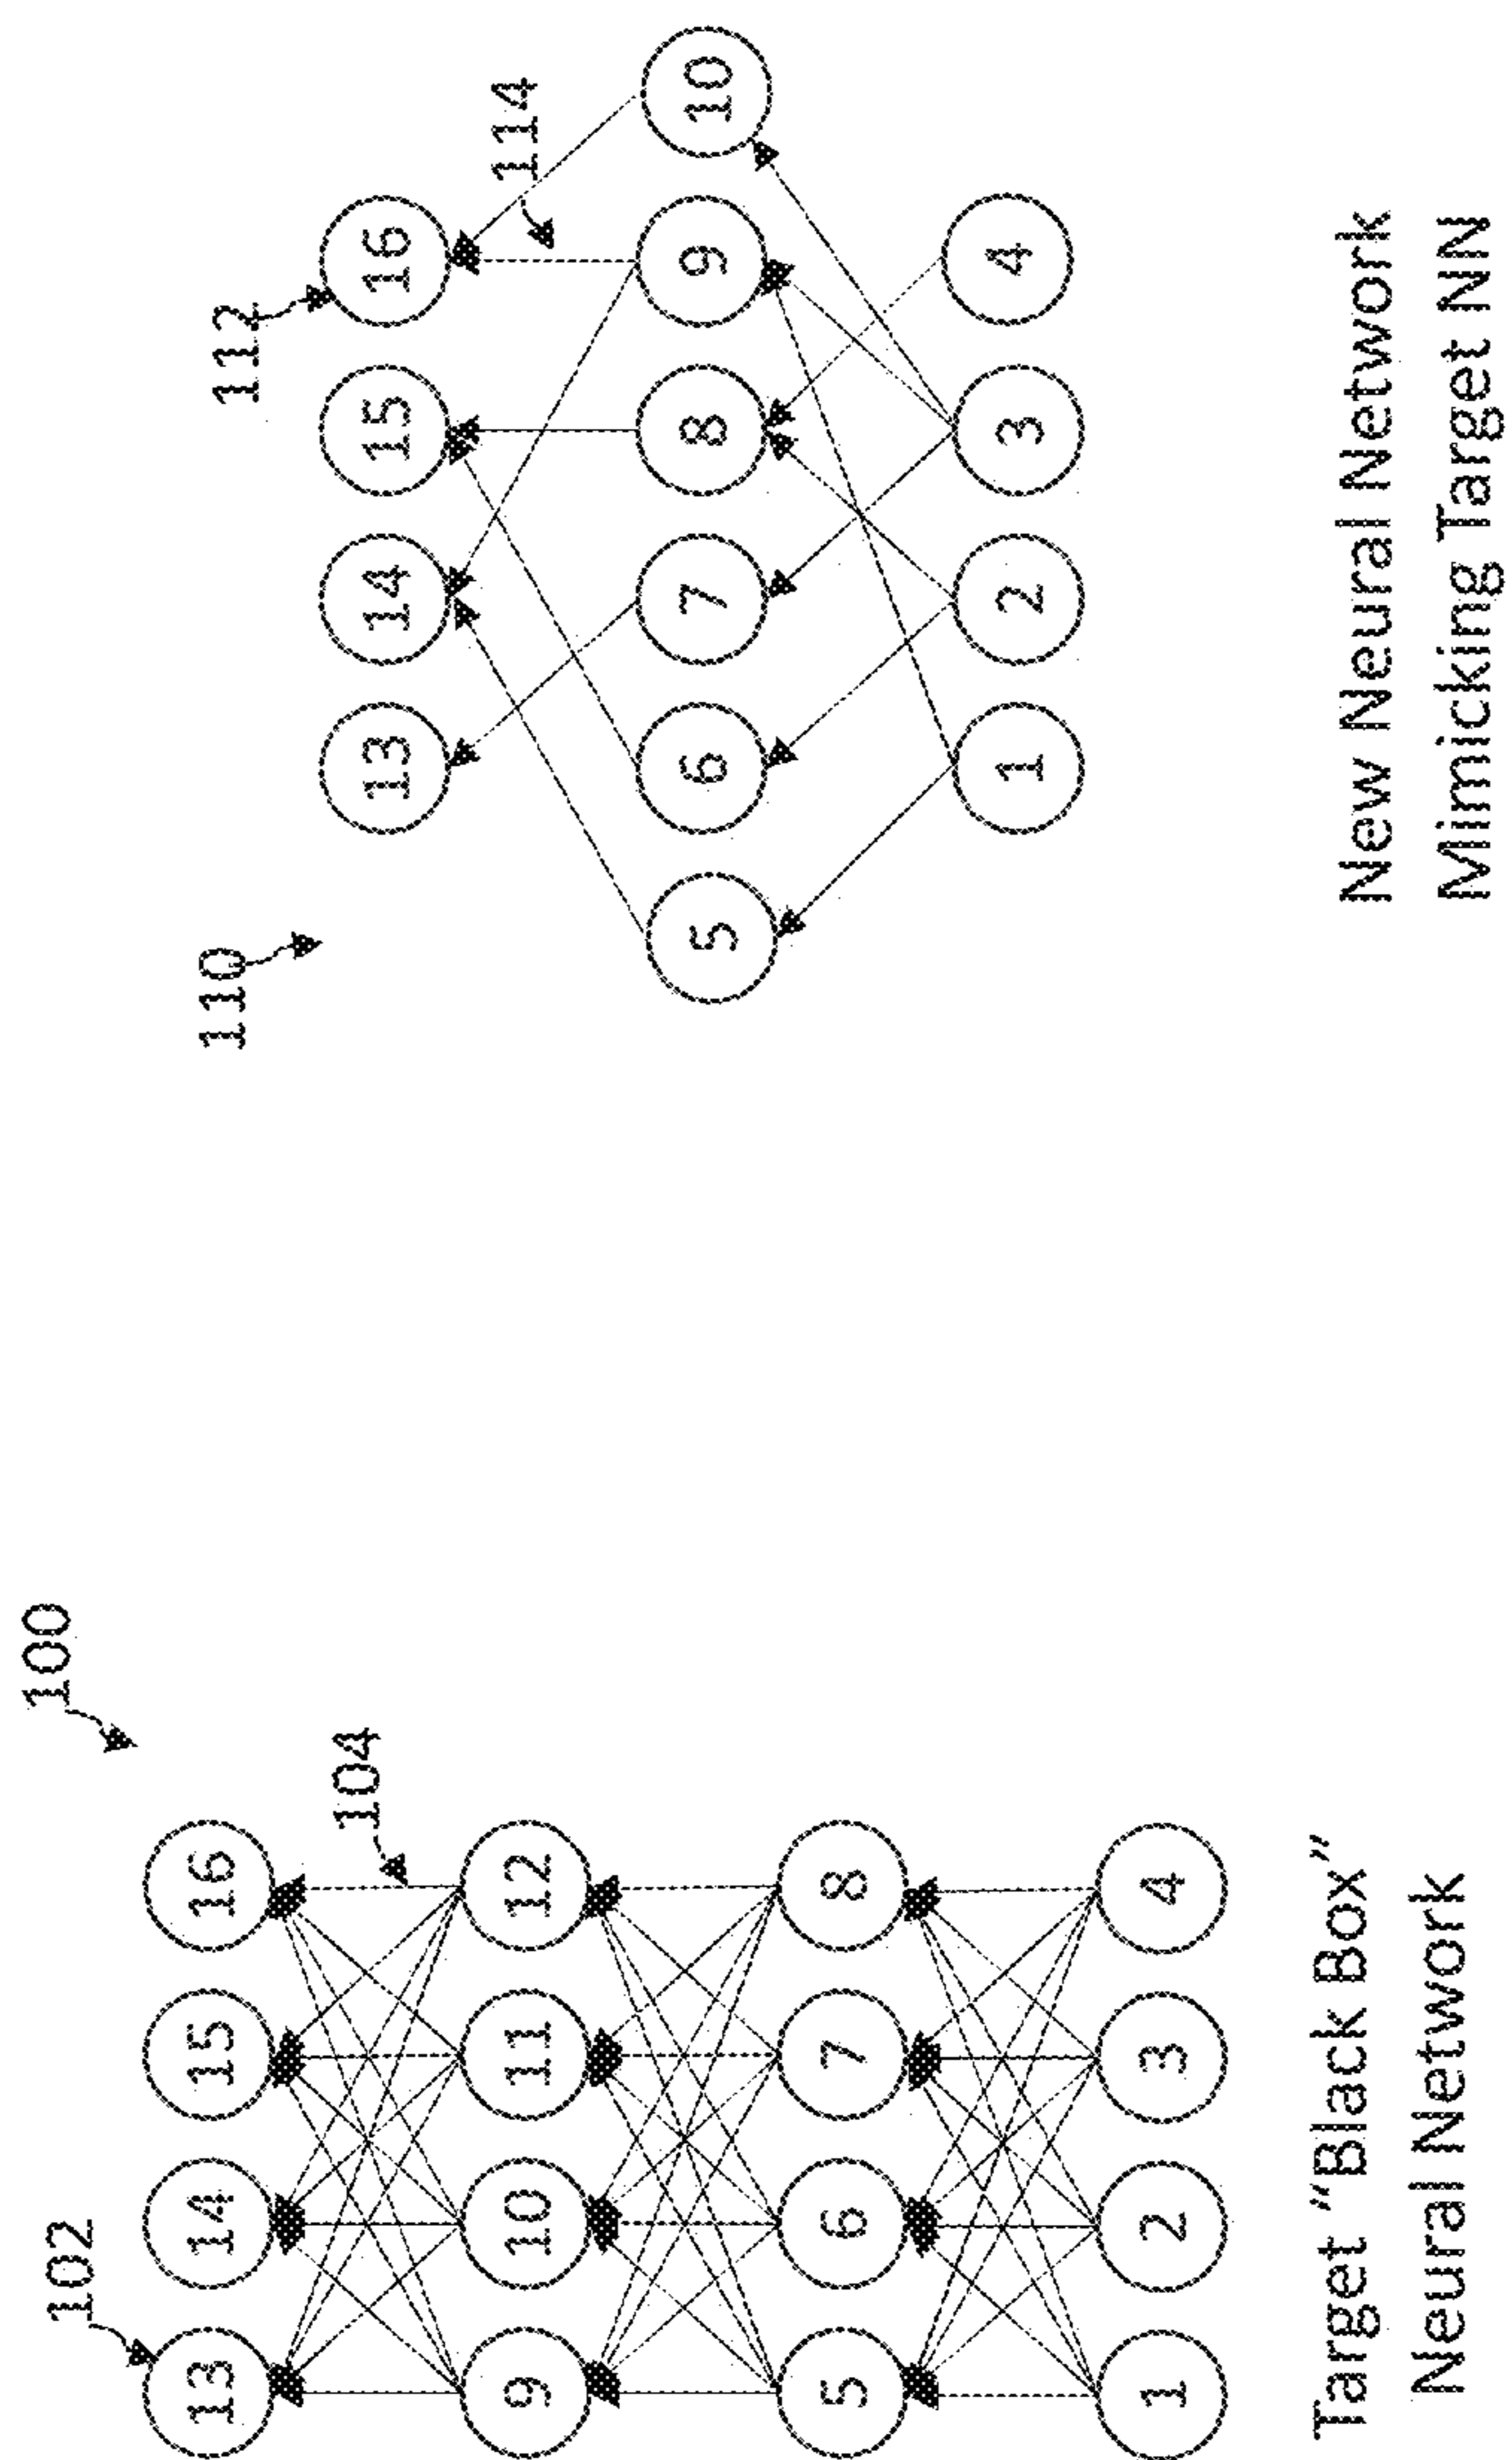 100
102
13 14 15 16
104
9 10 11 12
5 6 7 8
1 2 3 4
Target "Black Box"
Neural Network
110
112
13 14 15 16
114
5 6 7 8 9 10
1 2 3 4
New Neural Network
Mimicking Target NN